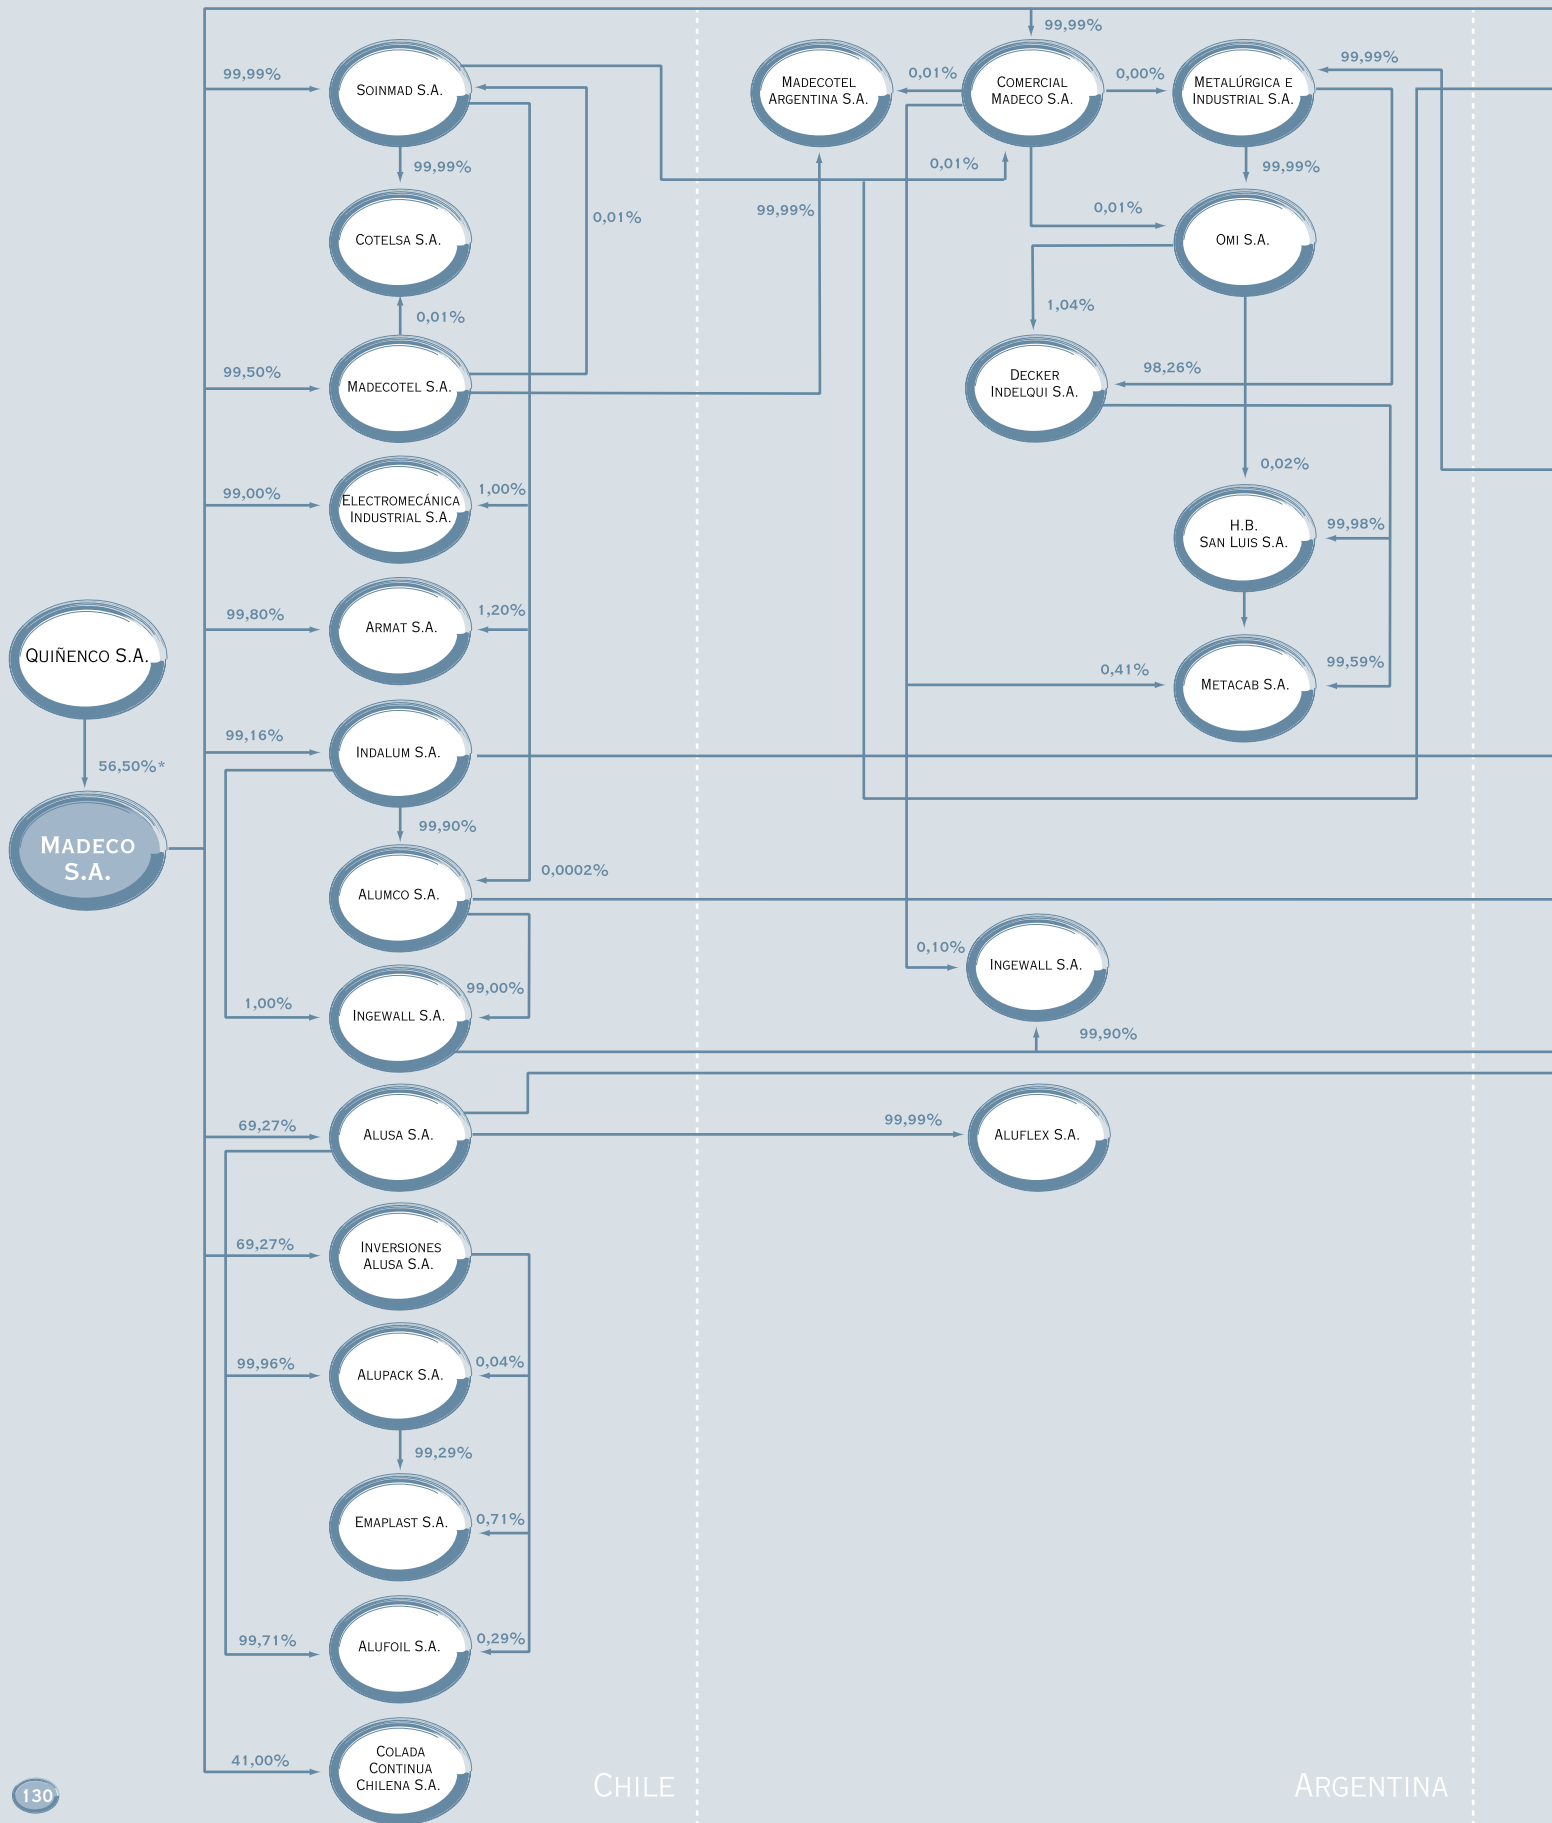 99,99%
99,99%
SOINMAD S.A.
MADECOTEL
ARGENTINA S.A.
0,01%
COMERCIAL
MADECO S.A.
0,00%
METALÚRGICA E
INDUSTRIAL S.A.
99,99%
99,99%
0,01%
99,99%
COTELSA S.A.
0,01%
99,99%
0,01%
OMI S.A.
0,01%
1,04%
99,50%
MADECOTEL S.A.
DECKER
INDELQUI S.A.
98,26%
99,00%
ELECTROMECÁNICA
INDUSTRIAL S.A.
1,00%
0,02%
H.B.
SAN LUIS S.A.
99,98%
99,80%
ARMAT S.A.
1,20%
QUIÑENCO S.A.
0,41%
METACAB S.A.
99,59%
56,50%*
99,16%
INDALUM S.A.
MADECO
S.A.
99,90%
0,0002%
ALUMCO S.A.
0,10%
INGEWALL S.A.
1,00%
INGEWALL S.A.
99,00%
99,90%
69,27%
ALUSA S.A.
99,99%
ALUFLEX S.A.
69,27%
INVERSIONES
ALUSA S.A.
99,96%
ALUPACK S.A.
0,04%
99,29%
EMAPLAST S.A.
0,71%
99,71%
ALUFOIL S.A.
0,29%
41,00%
COLADA
CONTINUA
CHILENA S.A.
130
CHILE
ARGENTINA